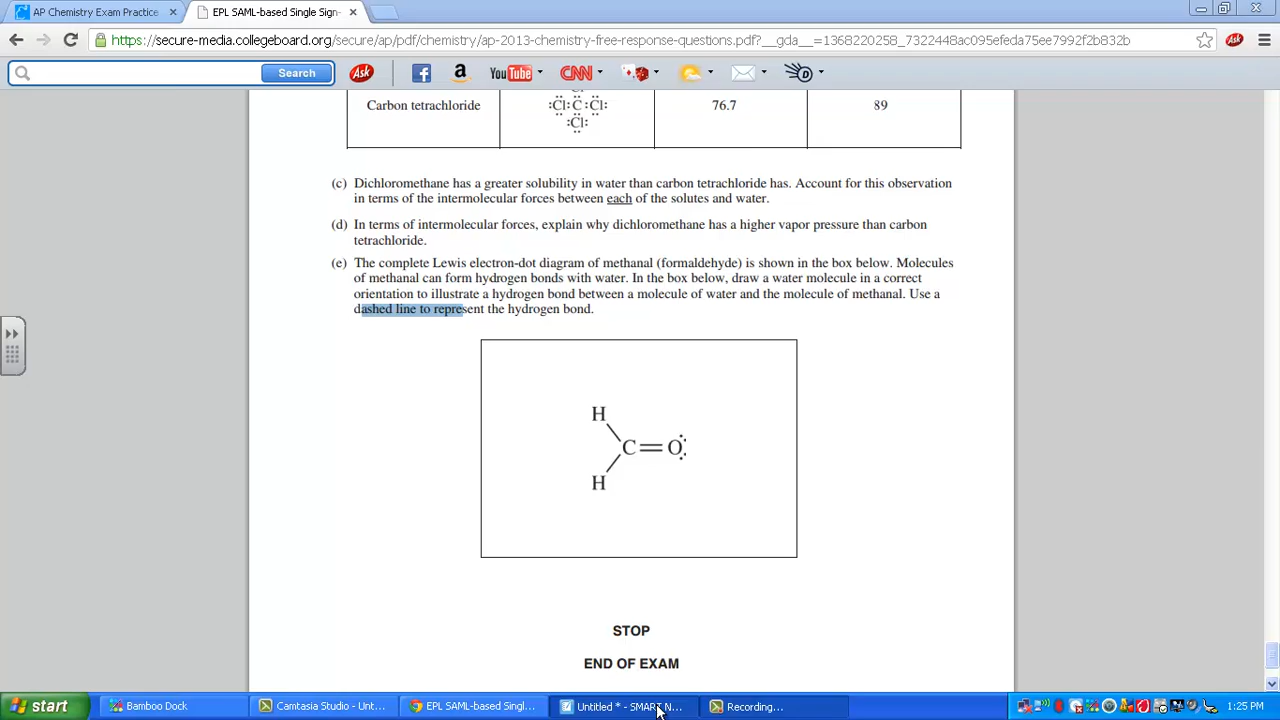 AP Chemistry Exam Practice ×
EPL SAML-based Single Sign- ×
https://secure-media.collegeboard.org/secure/ap/pdf/chemistry/ap-2013-chemistry-free-response-questions.pdf?__gda__=1368220258_7322448ac095efeda75ee7992f2b832b
Search Ask YouTube CNN
Carbon tetrachloride :Cl:C:Cl: 76.7 89
:Cl:
(c) Dichloromethane has a greater solubility in water than carbon tetrachloride has. Account for this observation
in terms of the intermolecular forces between each of the solutes and water.
(d) In terms of intermolecular forces, explain why dichloromethane has a higher vapor pressure than carbon
tetrachloride.
(e) The complete Lewis electron-dot diagram of methanal (formaldehyde) is shown in the box below. Molecules
of methanal can form hydrogen bonds with water. In the box below, draw a water molecule in a correct
orientation to illustrate a hydrogen bond between a molecule of water and the molecule of methanal. Use a
dashed line to represent the hydrogen bond.
H
C=O
H
STOP
END OF EXAM
start Bamboo Dock Camtasia Studio - Unt... EPL SAML-based Singl... Untitled * - SMART N... Recording... 1:25 PM